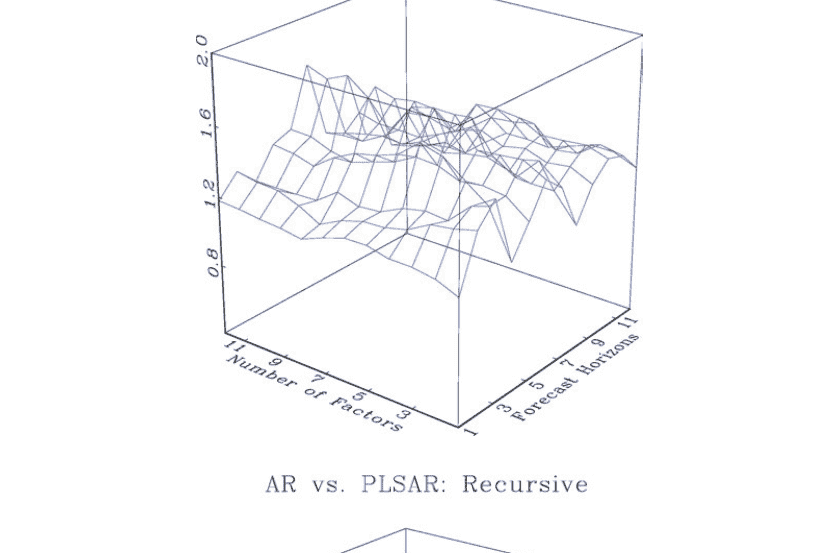 2.0
1.6
1.2
0.8
11 9 7 5 3
Number of Factors
1 3 5 7 9 11
Forecast Horizons
AR vs. PLSAR: Recursive